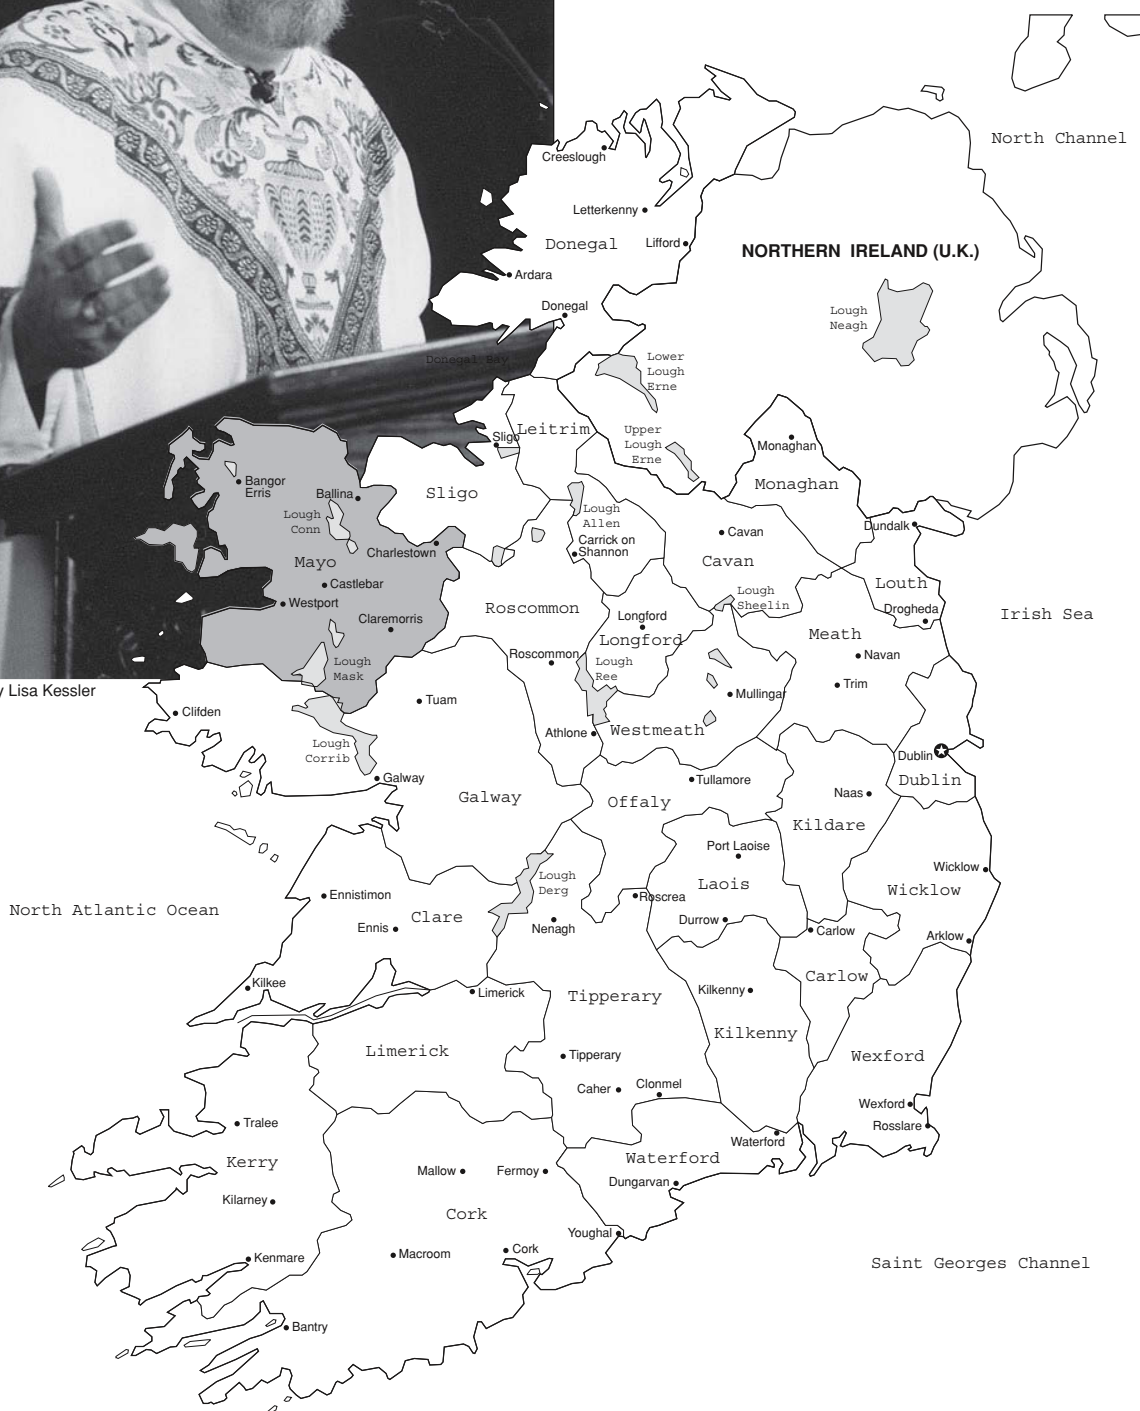 North Channel
Creeslough
Letterkenny
Donegal
Lifford
NORTHERN IRELAND (U.K.)
Ardara
Donegal
Lough
Neagh
Donegal Bay
Lower
Lough
Erne
Sligo
Leitrim
Upper
Lough
Erne
Monaghan
Monaghan
Bangor
Erris
Ballina
Sligo
Lough
Conn
Lough
Allen
Dundalk
Cavan
Carrick on
Shannon
Charlestown
Cavan
Mayo
Castlebar
Louth
Westport
Lough
Sheelin
Roscommon
Drogheda
Irish Sea
Claremorris
Longford
Longford
Meath
Roscommon
Navan
Lough
Mask
Lough
Ree
Trim
y Lisa Kessler
Mullingar
Tuam
Clifden
Athlone
Westmeath
Lough
Corrib
Dublin
Galway
Tullamore
Dublin
Galway
Offaly
Naas
Kildare
Port Laoise
Wicklow
Lough
Derg
Laois
Wicklow
Ennistimon
Roscrea
North Atlantic Ocean
Clare
Ennis
Nenagh
Durrow
Carlow
Arklow
Kilkee
Limerick
Tipperary
Kilkenny
Carlow
Kilkenny
Limerick
Tipperary
Wexford
Caher
Clonmel
Wexford
Tralee
Rosslare
Waterford
Kerry
Waterford
Mallow
Fermoy
Dungarvan
Kilarney
Cork
Youghal
Kenmare
Macroom
Cork
Saint Georges Channel
Bantry